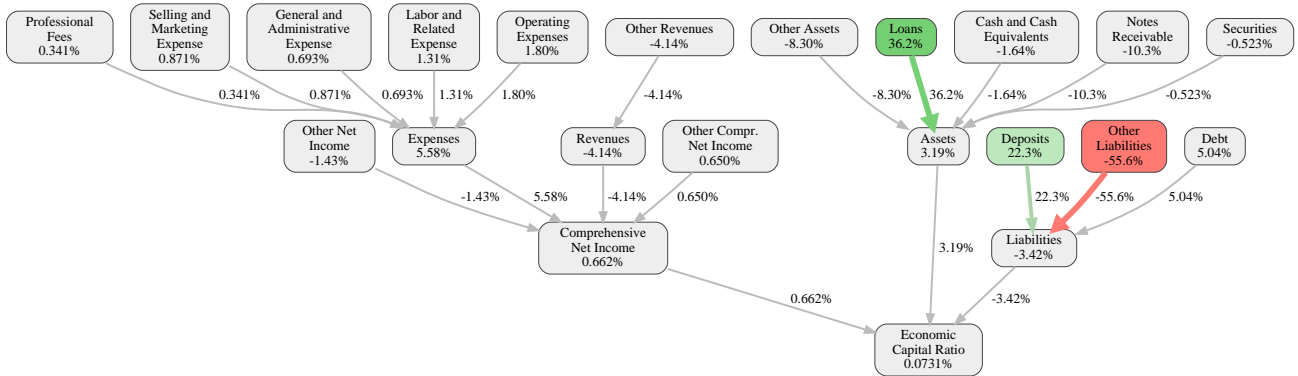 Professional
Fees
0.341%
Selling and
Marketing
Expense
0.871%
General and
Administrative
Expense
0.693%
Labor and
Related
Expense
1.31%
Operating
Expenses
1.80%
Other Revenues
-4.14%
Other Assets
-8.30%
Loans
36.2%
Cash and Cash
Equivalents
-1.64%
Notes
Receivable
-10.3%
Securities
-0.523%
0.341%
0.871%
0.693%
1.31%
1.80%
-4.14%
-8.30%
36.2%
-1.64%
-10.3%
-0.523%
Other Net
Income
-1.43%
Expenses
5.58%
Revenues
-4.14%
Other Compr.
Net Income
0.650%
Assets
3.19%
Deposits
22.3%
Other
Liabilities
-55.6%
Debt
5.04%
-1.43%
5.58%
-4.14%
0.650%
22.3%
-55.6%
5.04%
Comprehensive
Net Income
0.662%
3.19%
Liabilities
-3.42%
0.662%
-3.42%
Economic
Capital Ratio
0.0731%